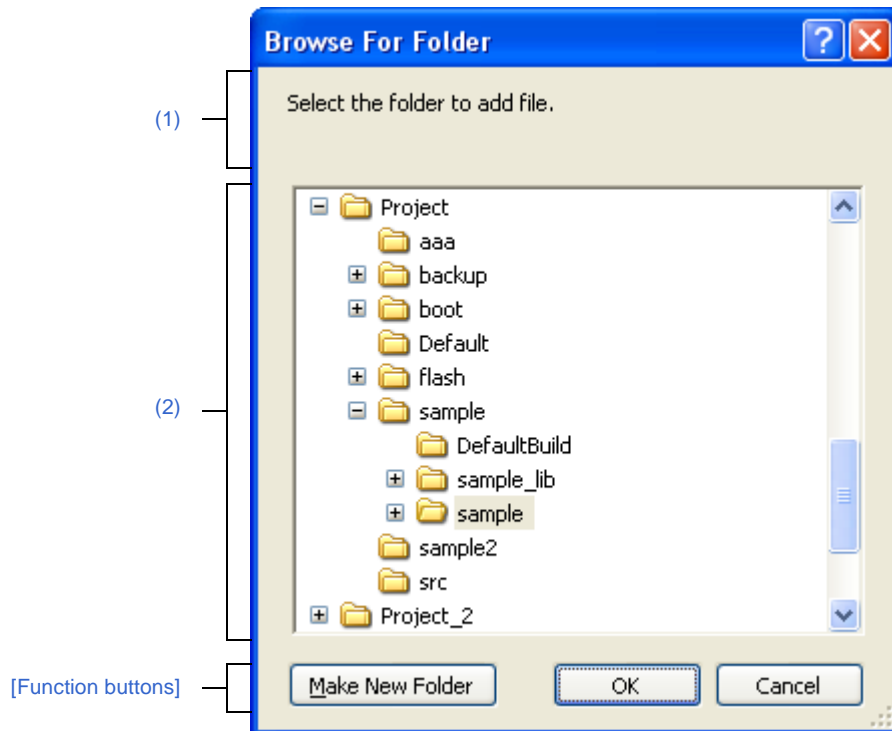 Browse For Folder
(1)
Select the folder to add file.
(2)
Project
aaa
backup
boot
Default
flash
sample
DefaultBuild
sample_lib
sample
sample2
src
Project_2
[Function buttons]
Make New Folder OK Cancel